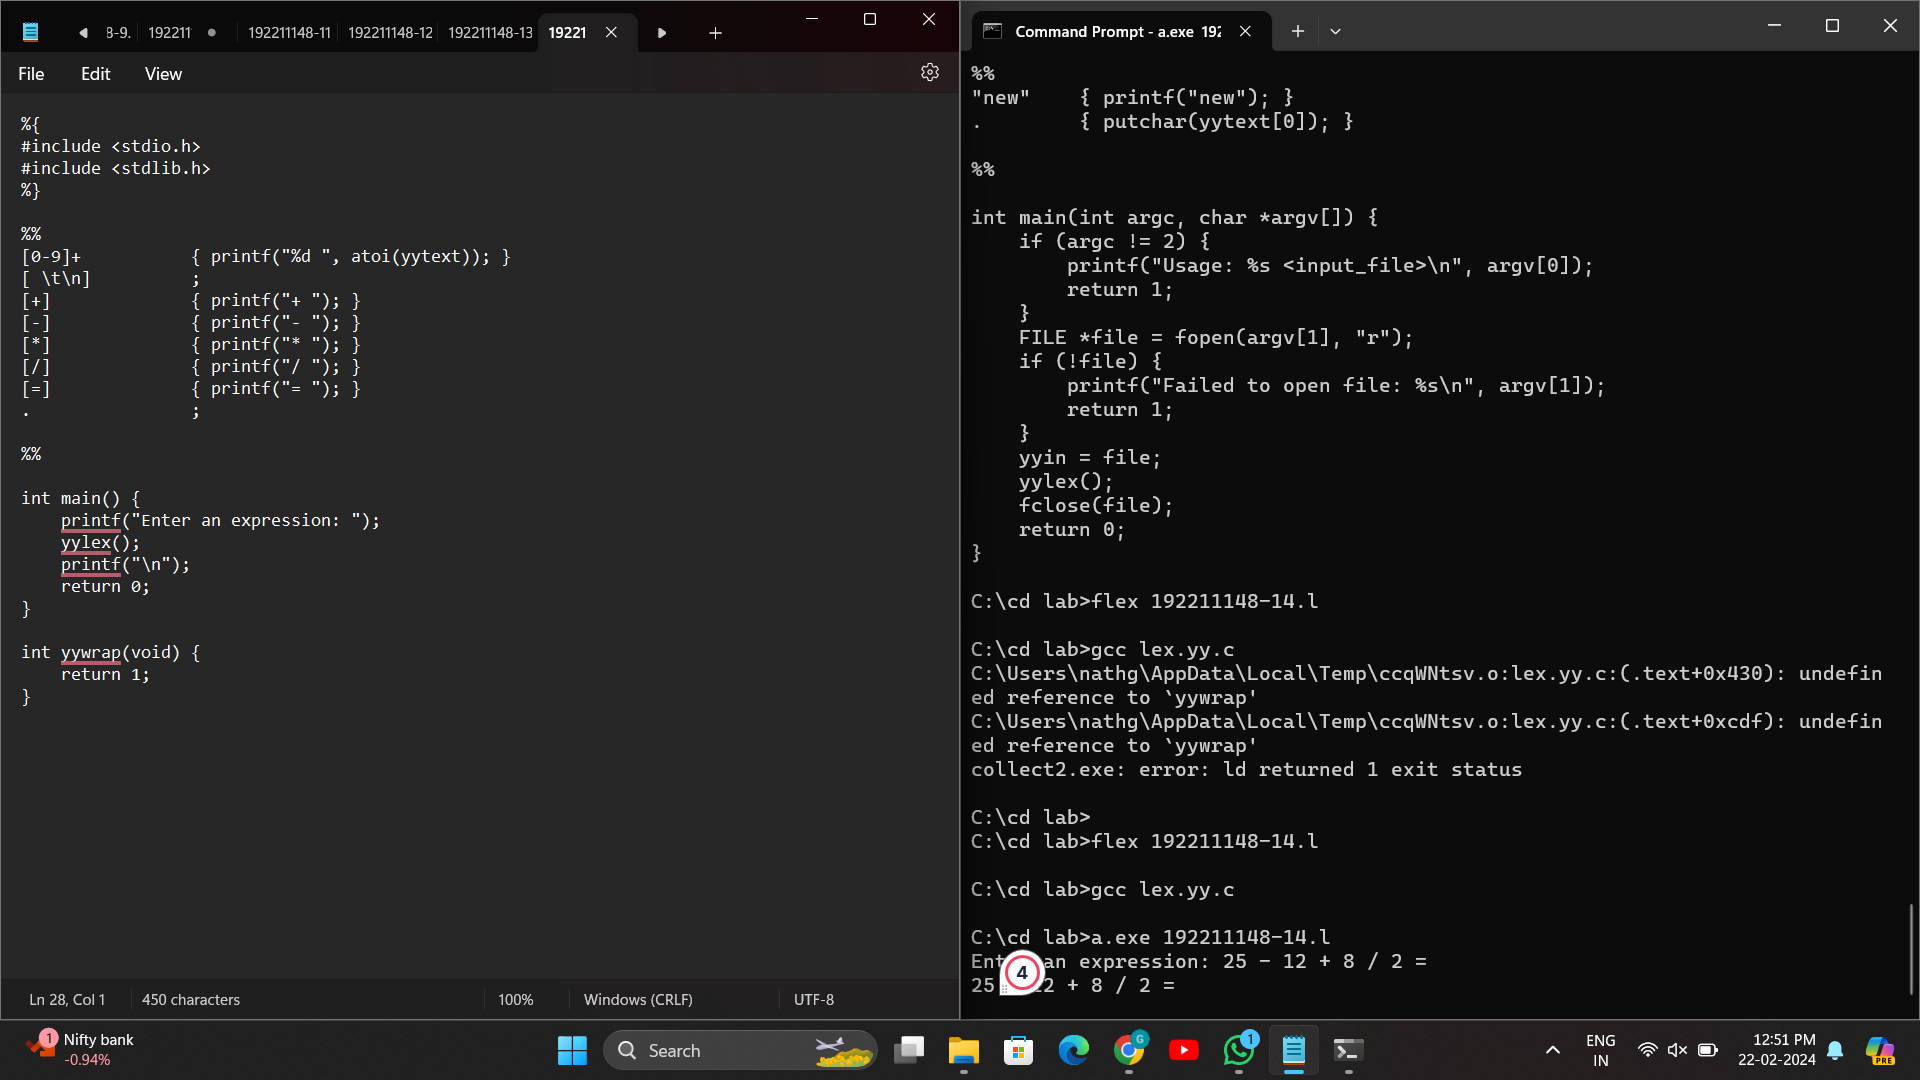 8-9.
192211
192211148-11
192211148-12
192211148-13
19221
File
Edit
View
%{
#include <stdio.h>
#include <stdlib.h>
%}
%%
[0-9]+ { printf("%d ", atoi(yytext)); }
[ \t\n] ;
[+] { printf("+ "); }
[-] { printf("- "); }
[*] { printf("* "); }
[/] { printf("/ "); }
[=] { printf("= "); }
. ;
%%
int main() {
printf("Enter an expression: ");
yylex();
printf("\n");
return 0;
}
int yywrap(void) {
return 1;
}
Ln 28, Col 1
450 characters
100%
Windows (CRLF)
UTF-8
Command Prompt - a.exe 192
%%
"new" { printf("new"); }
. { putchar(yytext[0]); }
%%
int main(int argc, char *argv[]) {
if (argc != 2) {
printf("Usage: %s <input_file>\n", argv[0]);
return 1;
}
FILE *file = fopen(argv[1], "r");
if (!file) {
printf("Failed to open file: %s\n", argv[1]);
return 1;
}
yyin = file;
yylex();
fclose(file);
return 0;
}
C:\cd lab>flex 192211148-14.l
C:\cd lab>gcc lex.yy.c
C:\Users\nathg\AppData\Local\Temp\ccqWNtsv.o:lex.yy.c:(.text+0x430): undefin
ed reference to `yywrap'
C:\Users\nathg\AppData\Local\Temp\ccqWNtsv.o:lex.yy.c:(.text+0xcdf): undefin
ed reference to `yywrap'
collect2.exe: error: ld returned 1 exit status
C:\cd lab>
C:\cd lab>flex 192211148-14.l
C:\cd lab>gcc lex.yy.c
C:\cd lab>a.exe 192211148-14.l
Ent an expression: 25 - 12 + 8 / 2 =
25 2 + 8 / 2 =
4
1
Nifty bank
-0.94%
Search
G
1
ENG
IN
12:51 PM
22-02-2024
PRE